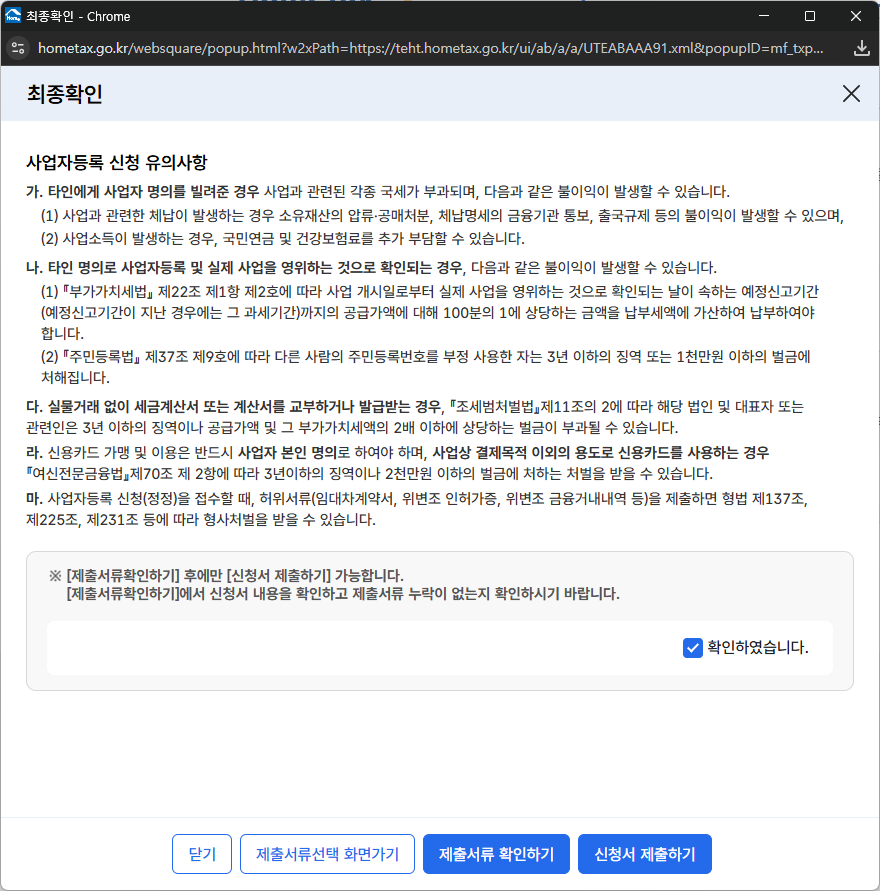 최종확인 - Chrome
hometax.go.kr/websquare/popup.html?w2xPath=https://teht.hometax.go.kr/ui/ab/a/a/UTEABAAA91.xml&popupID=mf_txp...
최종확인
사업자등록 신청 유의사항
가. 타인에게 사업자 명의를 빌려준 경우 사업과 관련된 각종 국세가 부과되며, 다음과 같은 불이익이 발생할 수 있습니다.
(1) 사업과 관련한 체납이 발생하는 경우 소유재산의 압류·공매처분, 체납명세의 금융기관 통보, 출국규제 등의 불이익이 발생할 수 있으며,
(2) 사업소득이 발생하는 경우, 국민연금 및 건강보험료를 추가 부담할 수 있습니다.
나. 타인 명의로 사업자등록 및 실제 사업을 영위하는 것으로 확인되는 경우, 다음과 같은 불이익이 발생할 수 있습니다.
(1) 『부가가치세법』 제22조 제1항 제2호에 따라 사업 개시일로부터 실제 사업을 영위하는 것으로 확인되는 날이 속하는 예정신고기간
(예정신고기간이 지난 경우에는 그 과세기간)까지의 공급가액에 대해 100분의 1에 상당하는 금액을 납부세액에 가산하여 납부하여야
합니다.
(2) 『주민등록법』 제37조 제9호에 따라 다른 사람의 주민등록번호를 부정 사용한 자는 3년 이하의 징역 또는 1천만원 이하의 벌금에
처해집니다.
다. 실물거래 없이 세금계산서 또는 계산서를 교부하거나 발급받는 경우, 『조세범처벌법』제11조의 2에 따라 해당 법인 및 대표자 또는
관련인은 3년 이하의 징역이나 공급가액 및 그 부가가치세액의 2배 이하에 상당하는 벌금이 부과될 수 있습니다.
라. 신용카드 가맹 및 이용은 반드시 사업자 본인 명의로 하여야 하며, 사업상 결제목적 이외의 용도로 신용카드를 사용하는 경우
『여신전문금융법』제70조 제 2항에 따라 3년이하의 징역이나 2천만원 이하의 벌금에 처하는 처벌을 받을 수 있습니다.
마. 사업자등록 신청(정정)을 접수할 때, 허위서류(임대차계약서, 위변조 인허가증, 위변조 금융거내내역 등)을 제출하면 형법 제137조,
제225조, 제231조 등에 따라 형사처벌을 받을 수 있습니다.
※ [제출서류확인하기] 후에만 [신청서 제출하기] 가능합니다.
[제출서류확인하기]에서 신청서 내용을 확인하고 제출서류 누락이 없는지 확인하시기 바랍니다.
확인하였습니다.
닫기
제출서류선택 화면가기
제출서류 확인하기
신청서 제출하기